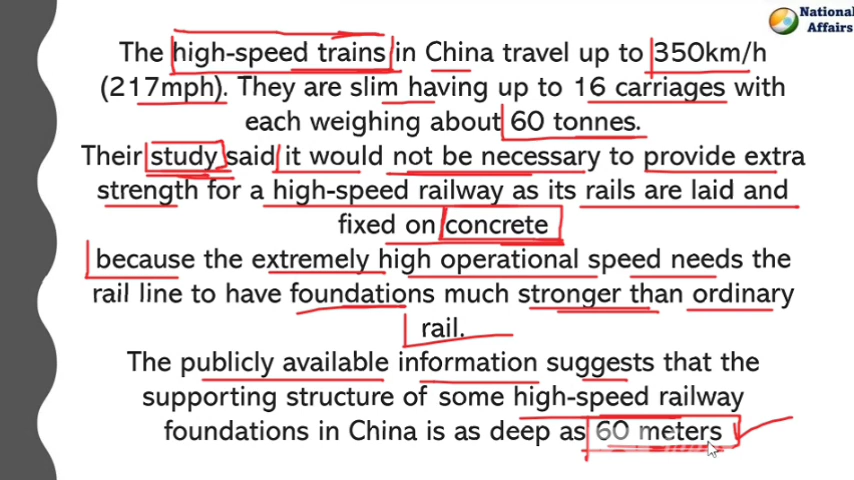 National
Affairs
The high-speed trains in China travel up to 350km/h
(217mph). They are slim having up to 16 carriages with
each weighing about 60 tonnes.
Their study said it would not be necessary to provide extra
strength for a high-speed railway as its rails are laid and
fixed on concrete
because the extremely high operational speed needs the
rail line to have foundations much stronger than ordinary
rail.
The publicly available information suggests that the
supporting structure of some high-speed railway
foundations in China is as deep as 60 meters